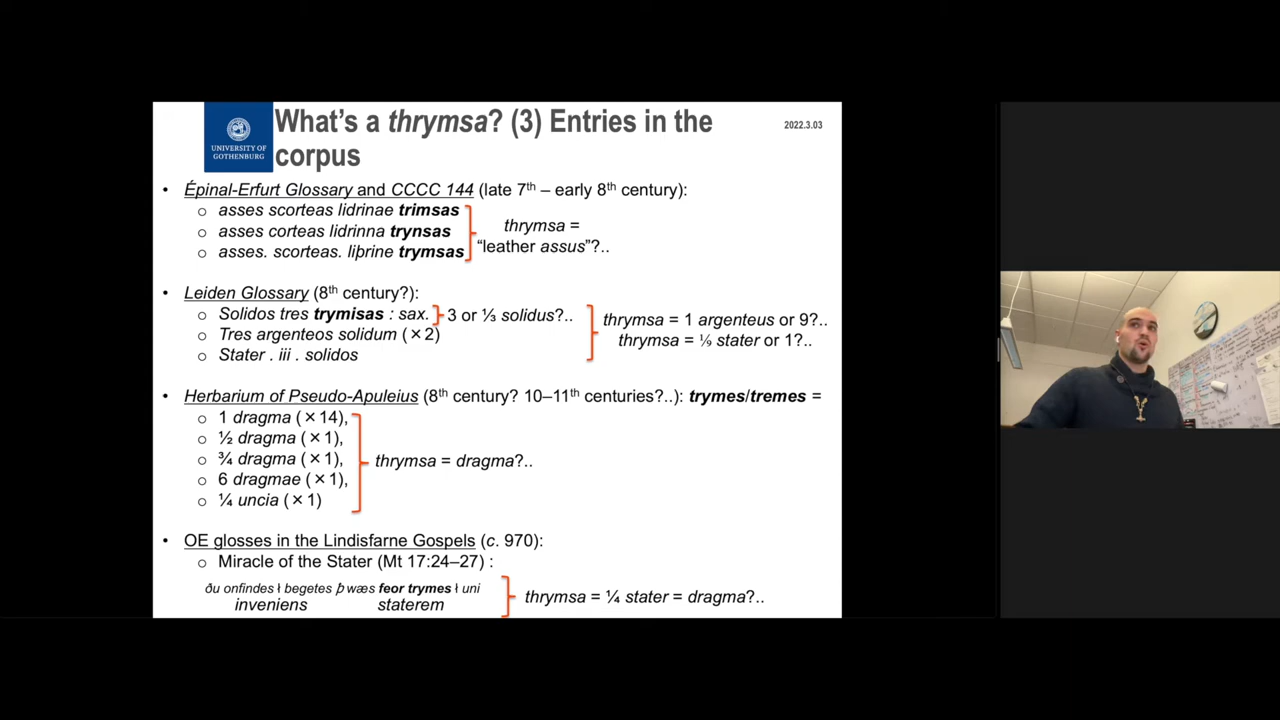 What's a thrymsa? (3) Entries in the
corpus
2022.3.03
UNIVERSITY OF
GOTHENBURG
• Épinal-Erfurt Glossary and CCCC 144 (late 7th – early 8th century):
○ asses scorteas lidrinae trimsas
○ asses corteas lidrinna trynsas
○ asses. scorteas. liþrine trymsas
thrymsa =
"leather assus"?..
• Leiden Glossary (8th century?):
○ Solidos tres trymisas : sax.
3 or ⅓ solidus?..
○ Tres argenteos solidum (×2)
○ Stater . iii . solidos
thrymsa = 1 argenteus or 9?..
thrymsa = ⅑ stater or 1?..
• Herbarium of Pseudo-Apuleius (8th century? 10–11th centuries?..): trymes/tremes =
○ 1 dragma (×14),
○ ½ dragma (×1),
○ ¾ dragma (×1),
○ 6 dragmae (×1),
○ ¼ uncia (×1)
thrymsa = dragma?..
• OE glosses in the Lindisfarne Gospels (c. 970):
○ Miracle of the Stater (Mt 17:24–27) :
ðu onfindes ł begetes ꝥ wæs feor trymes ł uni
inveniens staterem
thrymsa = ¼ stater = dragma?..